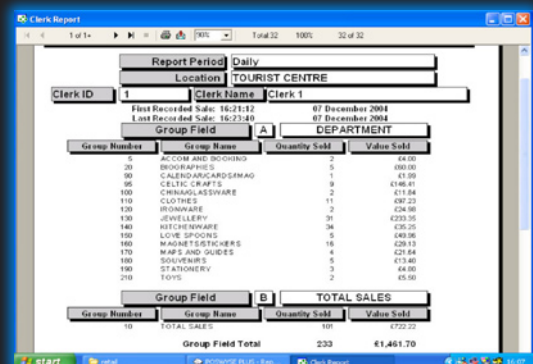 Clerk Report
1 of 1+ 90% Total 32 100% 32 of 32
Report Period Daily
Location TOURIST CENTRE
Clerk ID 1 Clerk Name Clerk 1
First Recorded Sale: 16:21:12 07 December 2004
Last Recorded Sale: 16:23:40 07 December 2004
Group Field A DEPARTMENT
Group Number Group Name Quantity Sold Value Sold
5 ACCOM AND BOOKING 2 £4.00
20 BIOGRAPHIES 5 £60.00
90 CALENDAR/CARDS/IMAG 1 £1.99
95 CELTIC CRAFTS 9 £146.41
100 CHINA/GLASSWARE 2 £11.64
110 CLOTHES 11 £97.23
120 IRONWARE 2 £24.98
130 JEWELLERY 31 £233.35
140 KITCHENWARE 34 £35.25
150 LOVE SPOONS 5 £49.96
160 MAGNETS/STICKERS 16 £29.13
170 MAPS AND GUIDES 4 £21.64
180 SOUVENIRS 5 £13.40
190 STATIONERY 3 £4.00
210 TOYS 2 £5.50
Group Field B TOTAL SALES
Group Number Group Name Quantity Sold Value Sold
10 TOTAL SALES 101 £722.22
Group Field Total 233 £1,461.70
start retail POSWYSE PLUS - Rep... Clerk Report 16:07